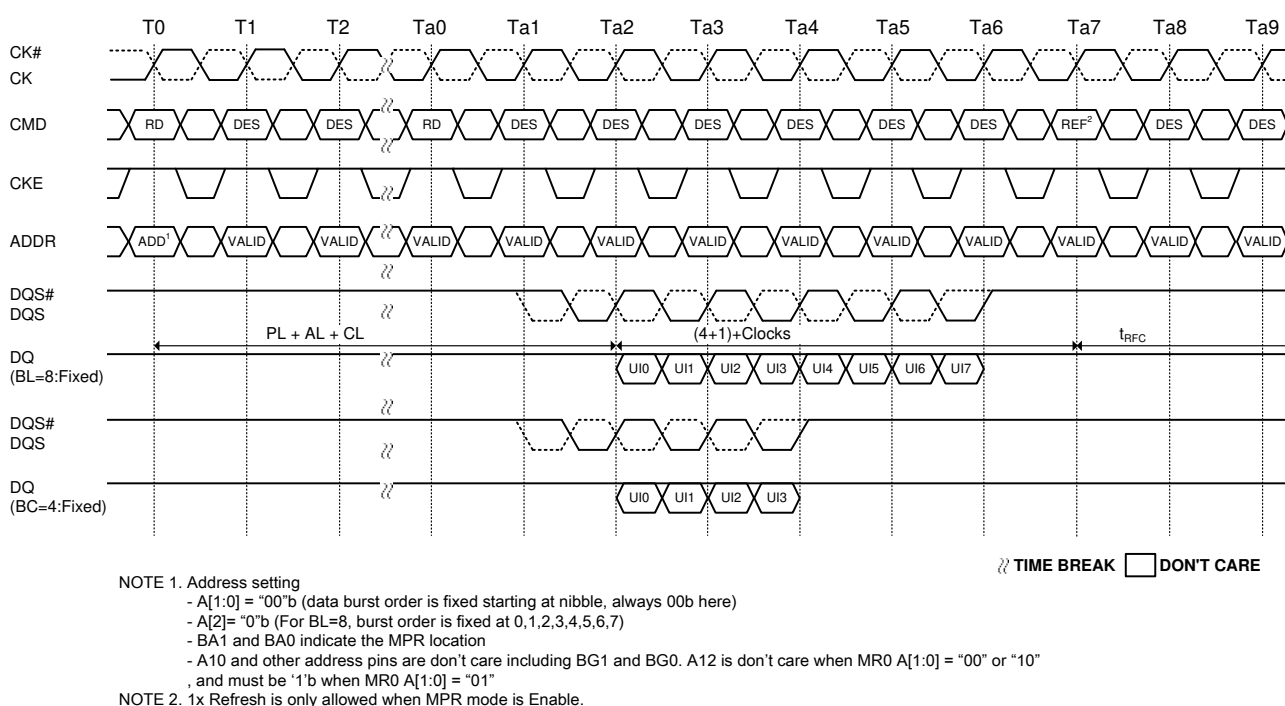 T0 T1 T2 Ta0 Ta1 Ta2 Ta3 Ta4 Ta5 Ta6 Ta7 Ta8 Ta9
CK#
CK
CMD RD DES DES RD DES DES DES DES DES DES REF2 DES DES
CKE
ADDR ADD1 VALID VALID VALID VALID VALID VALID VALID VALID VALID VALID VALID VALID
DQS#
DQS
PL + AL + CL (4+1)+Clocks tRFC
DQ
(BL=8:Fixed) UI0 UI1 UI2 UI3 UI4 UI5 UI6 UI7
DQS#
DQS
DQ
(BC=4:Fixed) UI0 UI1 UI2 UI3
TIME BREAK DON'T CARE
NOTE 1. Address setting
- A[1:0] = “00”b (data burst order is fixed starting at nibble, always 00b here)
- A[2]= “0”b (For BL=8, burst order is fixed at 0,1,2,3,4,5,6,7)
- BA1 and BA0 indicate the MPR location
- A10 and other address pins are don’t care including BG1 and BG0. A12 is don’t care when MR0 A[1:0] = “00” or “10”
, and must be ‘1’b when MR0 A[1:0] = “01”
NOTE 2. 1x Refresh is only allowed when MPR mode is Enable.